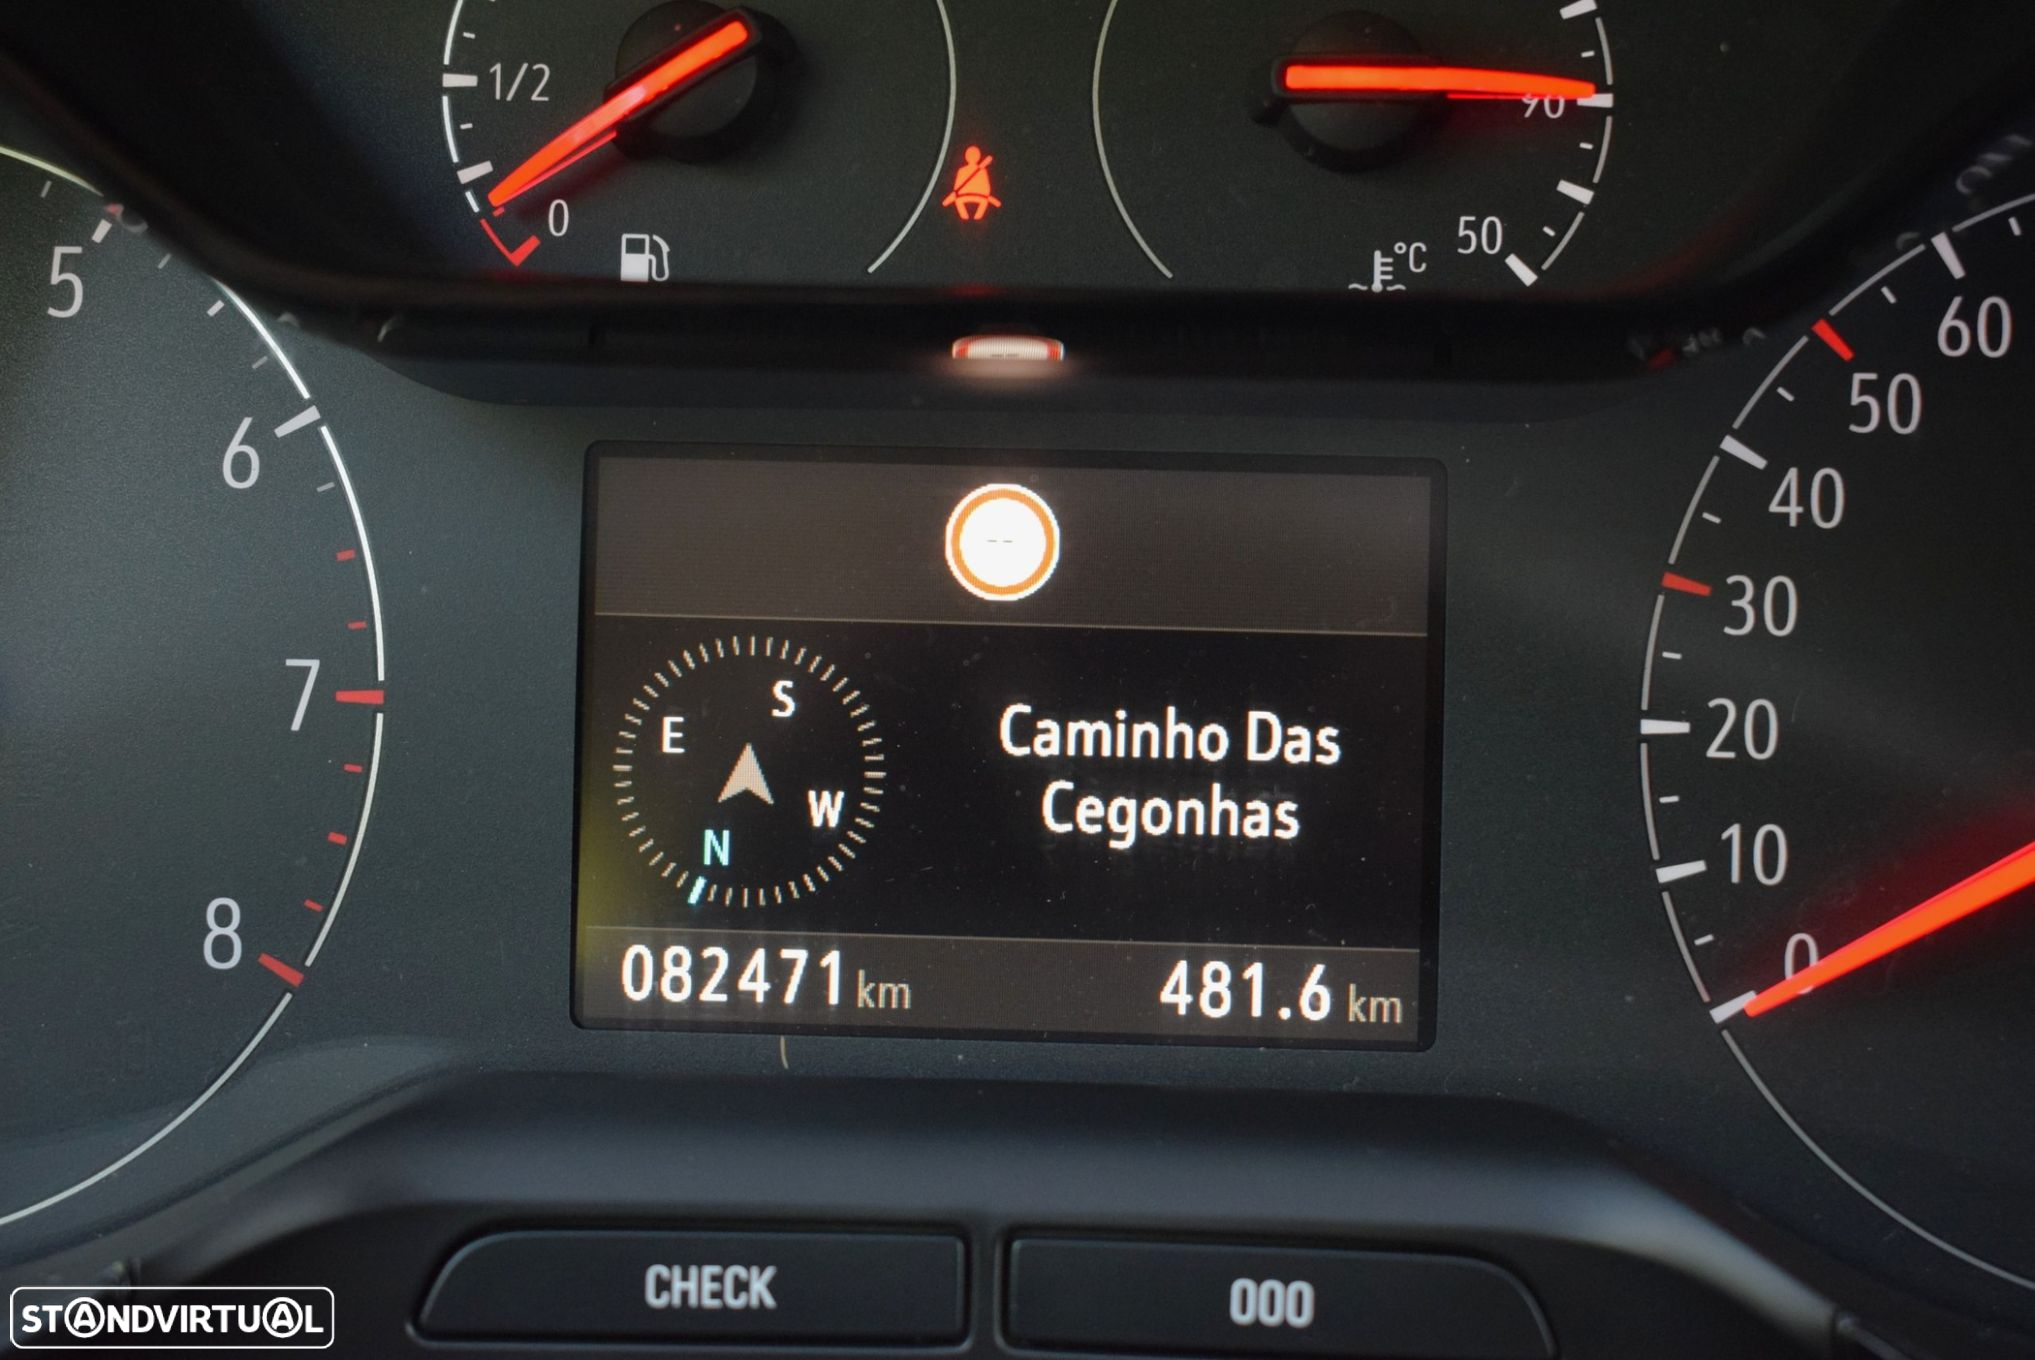 1/2
0
90
50
°C
5
6
7
8
60
50
40
30
20
10
0
--
S
E
W
N
Caminho Das
Cegonhas
082471 km
481.6 km
CHECK
000
STANDVIRTUAL